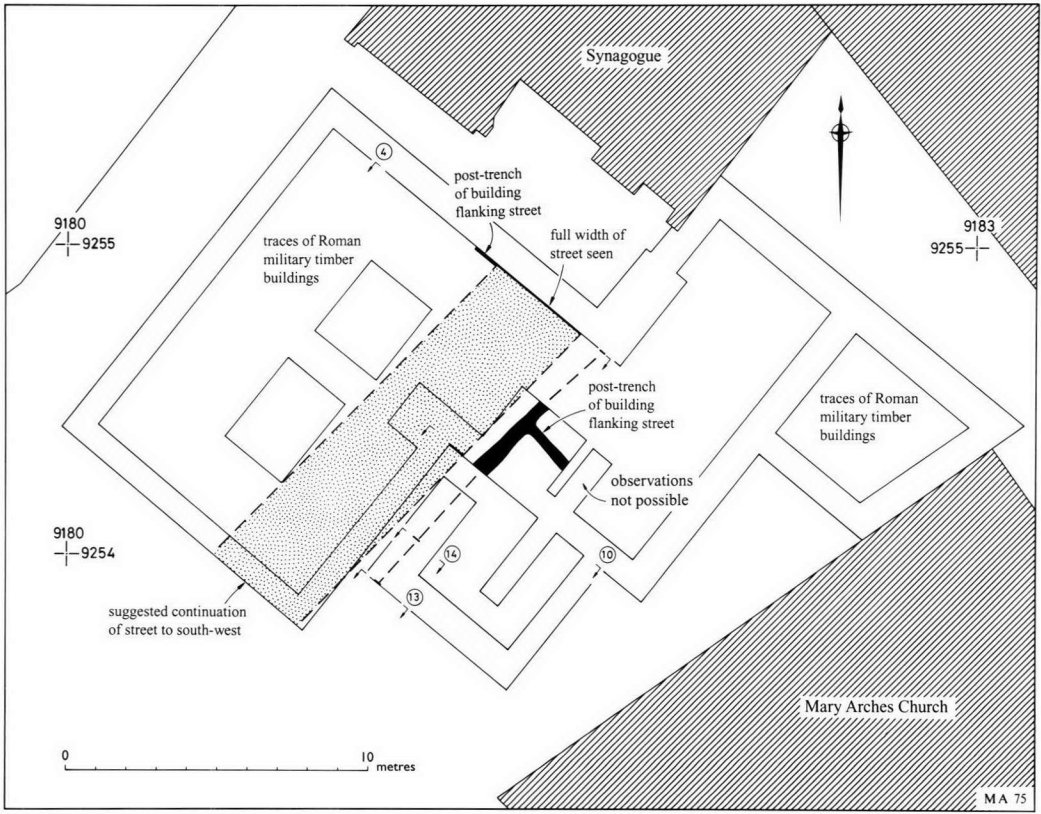 Synagogue
4
post-trench
of building
flanking street
9180
9255
traces of Roman
military timber
buildings
full width of
street seen
9183
9255
post-trench
of building
flanking street
traces of Roman
military timber
buildings
observations
not possible
9180
9254
14
10
13
suggested continuation
of street to south-west
Mary Arches Church
0 10
metres
MA 75